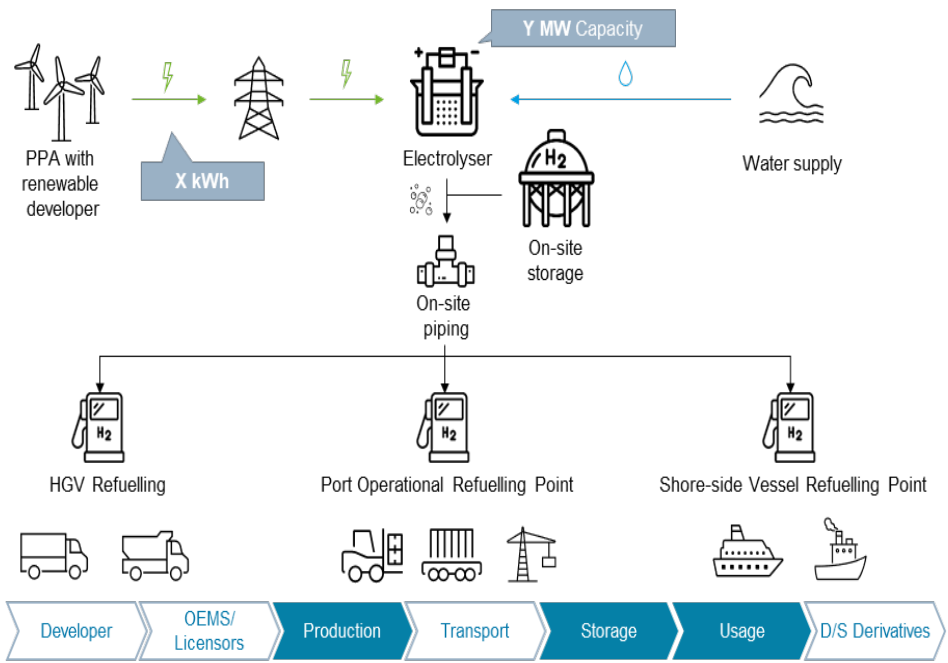 Y MW Capacity
+ -
PPA with
renewable
developer
X kWh
Electrolyser
H2
On-site
storage
Water supply
On-site
piping
H2
H2
H2
HGV Refuelling
Port Operational Refuelling Point
Shore-side Vessel Refuelling Point
Developer
OEMS/
Licensors
Production
Transport
Storage
Usage
D/S Derivatives